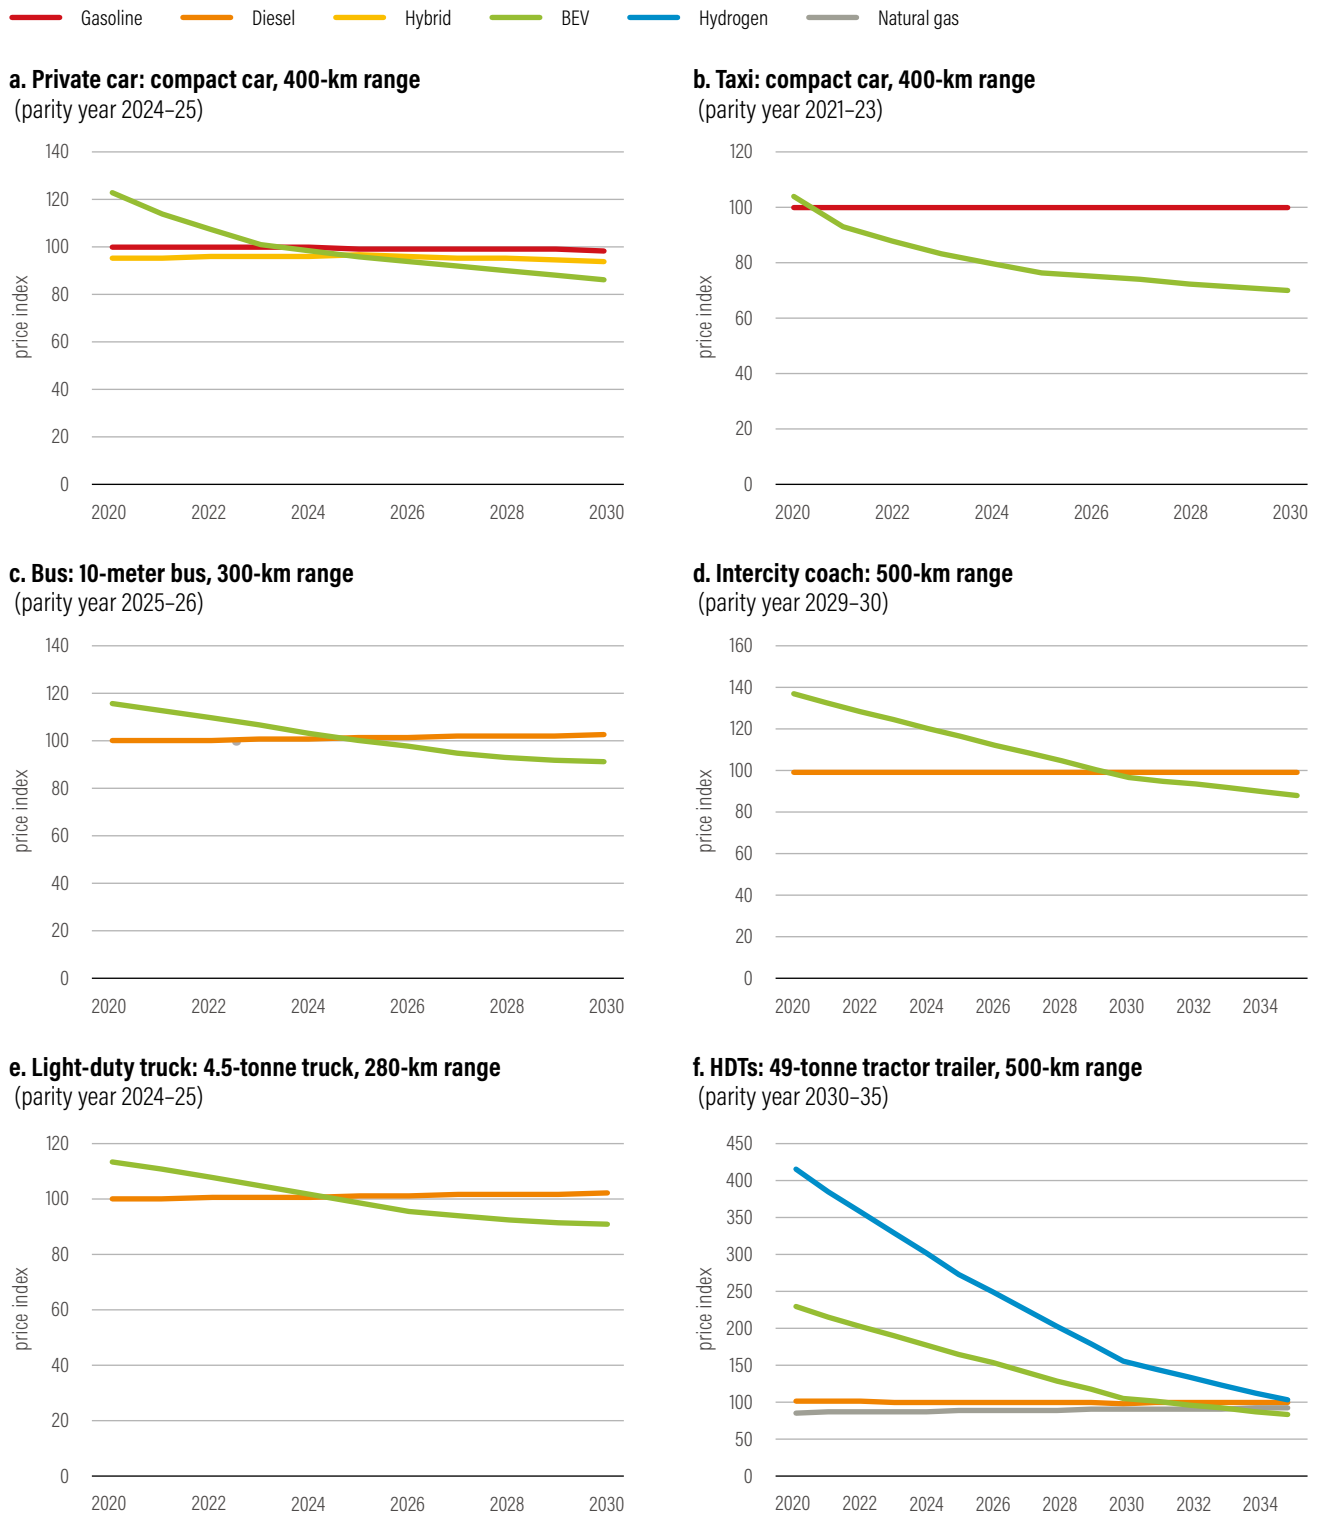 Gasoline Diesel Hybrid BEV Hydrogen Natural gas
a. Private car: compact car, 400-km range
(parity year 2024–25)
140
120
100
80
60
40
20
0
price index
2020 2022 2024 2026 2028 2030
b. Taxi: compact car, 400-km range
(parity year 2021–23)
120
100
80
60
40
20
0
price index
2020 2022 2024 2026 2028 2030
c. Bus: 10-meter bus, 300-km range
(parity year 2025–26)
140
120
100
80
60
40
20
0
price index
2020 2022 2024 2026 2028 2030
d. Intercity coach: 500-km range
(parity year 2029–30)
160
140
120
100
80
60
40
20
0
price index
2020 2022 2024 2026 2028 2030 2032 2034
e. Light-duty truck: 4.5-tonne truck, 280-km range
(parity year 2024–25)
120
100
80
60
40
20
0
price index
2020 2022 2024 2026 2028 2030
f. HDTs: 49-tonne tractor trailer, 500-km range
(parity year 2030–35)
450
400
350
300
250
200
150
100
50
0
price index
2020 2022 2024 2026 2028 2030 2032 2034